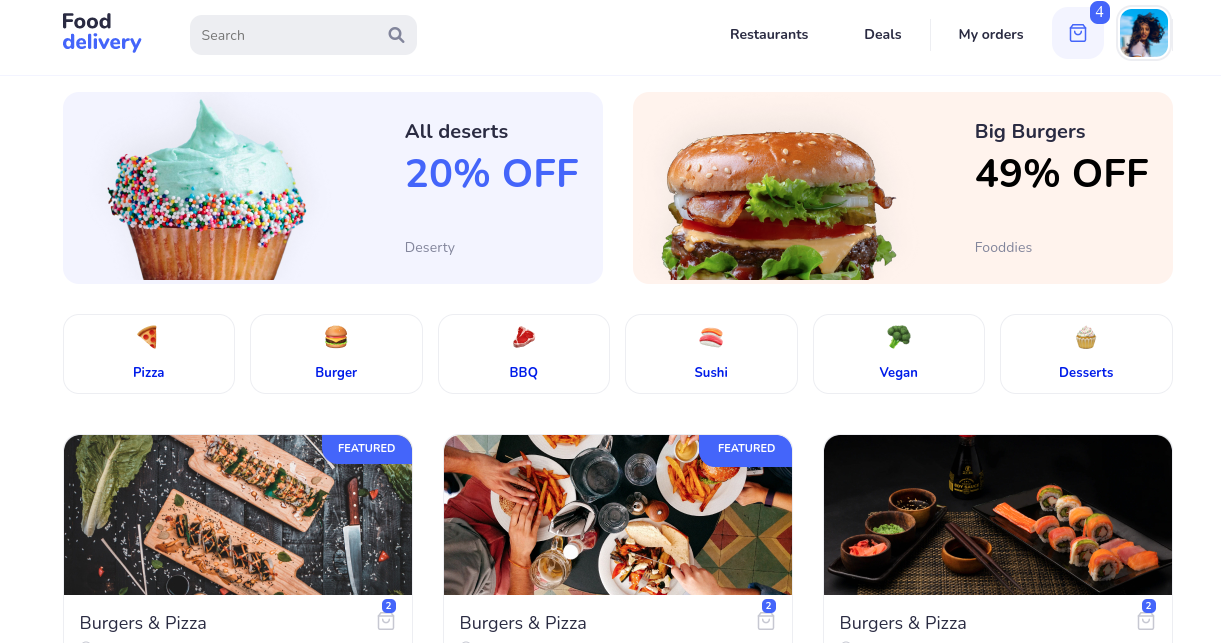 Food
delivery
Search
Restaurants
Deals
My orders
4
All deserts
20% OFF
Deserty
Big Burgers
49% OFF
Fooddies
Pizza
Burger
BBQ
Sushi
Vegan
Desserts
FEATURED
FEATURED
Burgers & Pizza
2
Burgers & Pizza
2
Burgers & Pizza
2